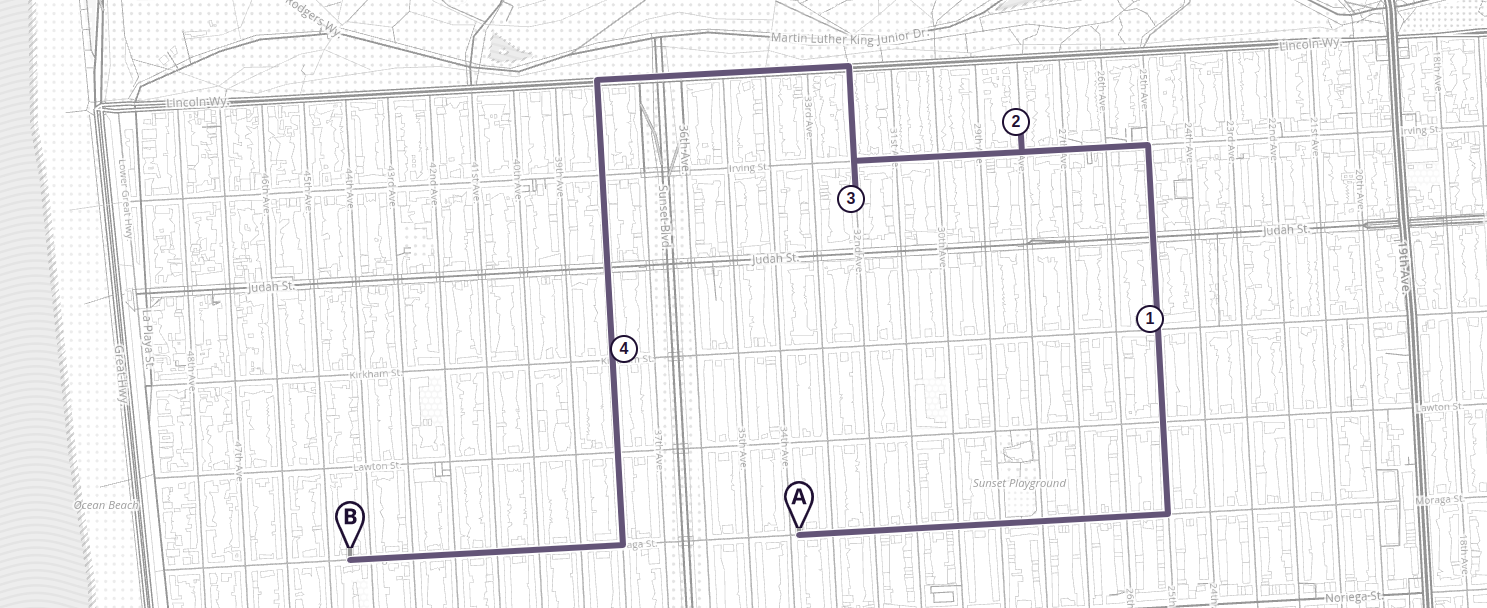 Rodgers Wy.
Martin Luther King Junior Dr.
Lincoln Wy.
Lincoln Wy.
18th Ave
26th Ave
25th Ave
33rd Ave
2
31st Ave
29th Ave
27th Ave
24th Ave
23rd Ave
22nd Ave
21st Ave
Irving St.
36th Ave
Irving St.
39th Ave
40th Ave
41st Ave
42nd Ave
43rd Ave
44th Ave
45th Ave
46th Ave
Lower Great Hwy
20th Ave
3
Sunset Blvd
32nd Ave
30th Ave
Judah St.
Judah St.
Judah St.
19th Ave
La Playa St.
1
4
Great Hwy
48th Ave
Kirkham St
Lawton St.
37th Ave
35th Ave
34th Ave
47th Ave
Lawton St.
Sunset Playground
A
B
Ocean Beach
Moraga St
aga St.
18th Ave
26th
25th
24th
Noriega St.